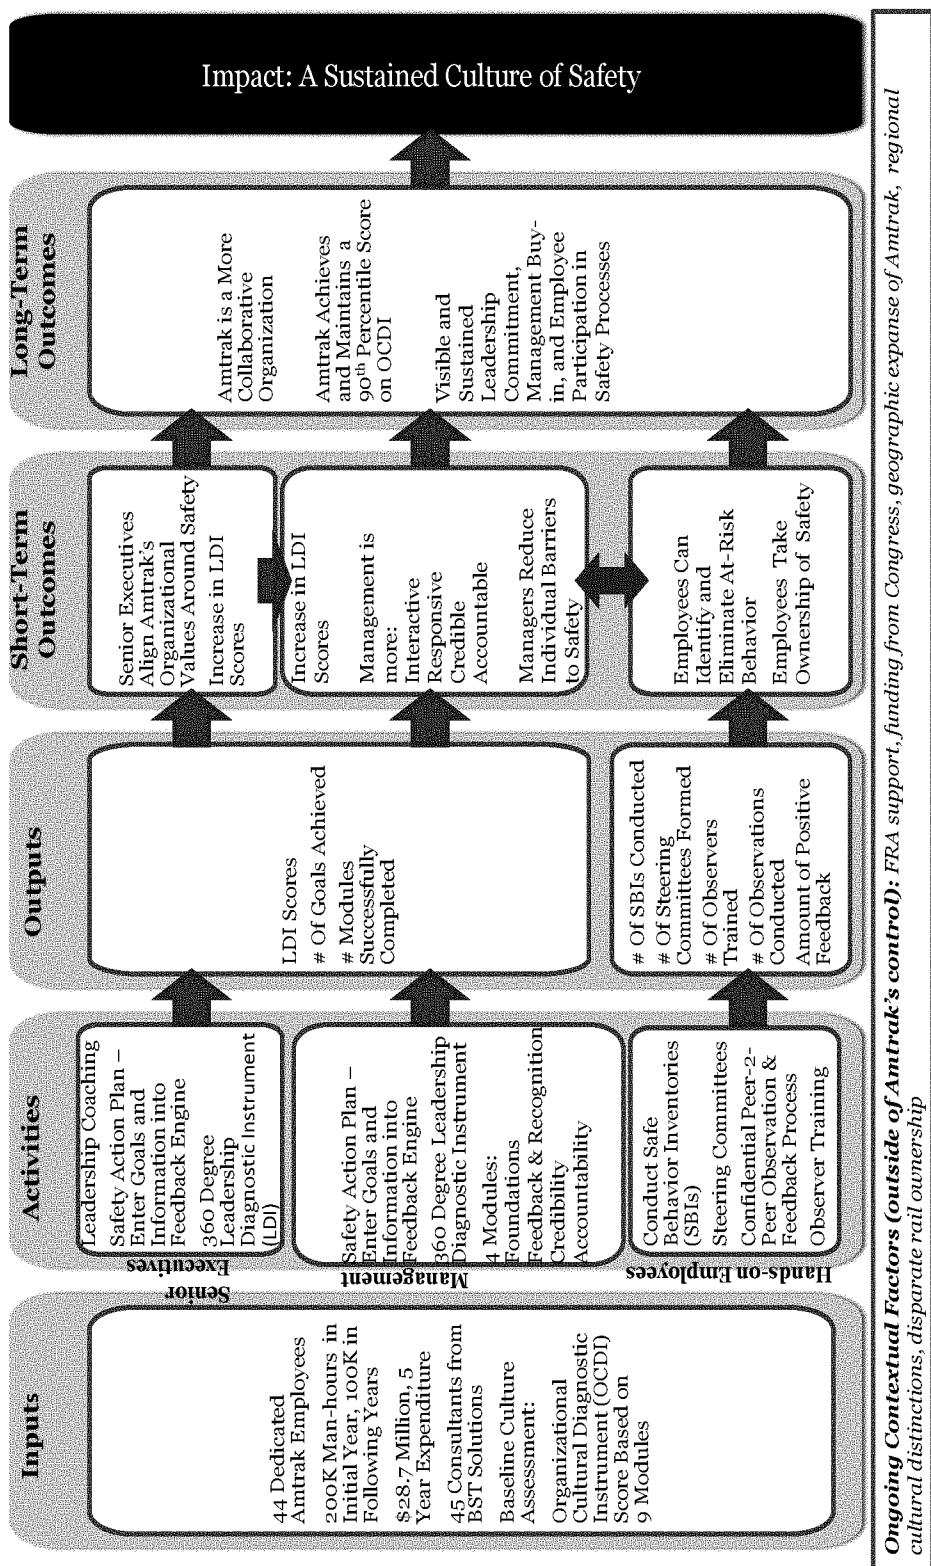 Inputs
44 Dedicated
Amtrak Employees
200K Man-hours in
Initial Year, 100K in
Following Years
$28.7 Million, 5
Year Expenditure
45 Consultants from
BST Solutions
Baseline Culture
Assessment:
Organizational
Cultural Diagnostic
Instrument (OCDI)
Score Based on
9 Modules
Activities
Senior
Executives
Leadership Coaching
Safety Action Plan –
Enter Goals and
Information into
Feedback Engine
360 Degree
Leadership
Diagnostic Instrument
(LDI)
Management
Safety Action Plan –
Enter Goals and
Information into
Feedback Engine
360 Degree Leadership
Diagnostic Instrument
4 Modules:
Foundations
Feedback & Recognition
Credibility
Accountability
Hands-on Employees
Conduct Safe
Behavior Inventories
(SBIs)
Steering Committees
Confidential Peer-2-
Peer Observation &
Feedback Process
Observer Training
Outputs
LDI Scores
# Of Goals Achieved
# Modules
Successfully
Completed
# Of SBIs Conducted
# Of Steering
Committees Formed
# Of Observers
Trained
# Of Observations
Conducted
Amount of Positive
Feedback
Short-Term
Outcomes
Senior Executives
Align Amtrak's
Organizational
Values Around Safety
Increase in LDI
Scores
Increase in LDI
Scores
Management is
more:
Interactive
Responsive
Credible
Accountable
Managers Reduce
Individual Barriers
to Safety
Employees Can
Identify and
Eliminate At-Risk
Behavior
Employees Take
Ownership of Safety
Long-Term
Outcomes
Amtrak is a More
Collaborative
Organization
Amtrak Achieves
and Maintains a
90th Percentile Score
on OCDI
Visible and
Sustained
Leadership
Commitment,
Management Buy-
in, and Employee
Participation in
Safety Processes
Impact: A Sustained Culture of Safety
Ongoing Contextual Factors (outside of Amtrak's control): FRA support, funding from Congress, geographic expanse of Amtrak, regional
cultural distinctions, disparate rail ownership